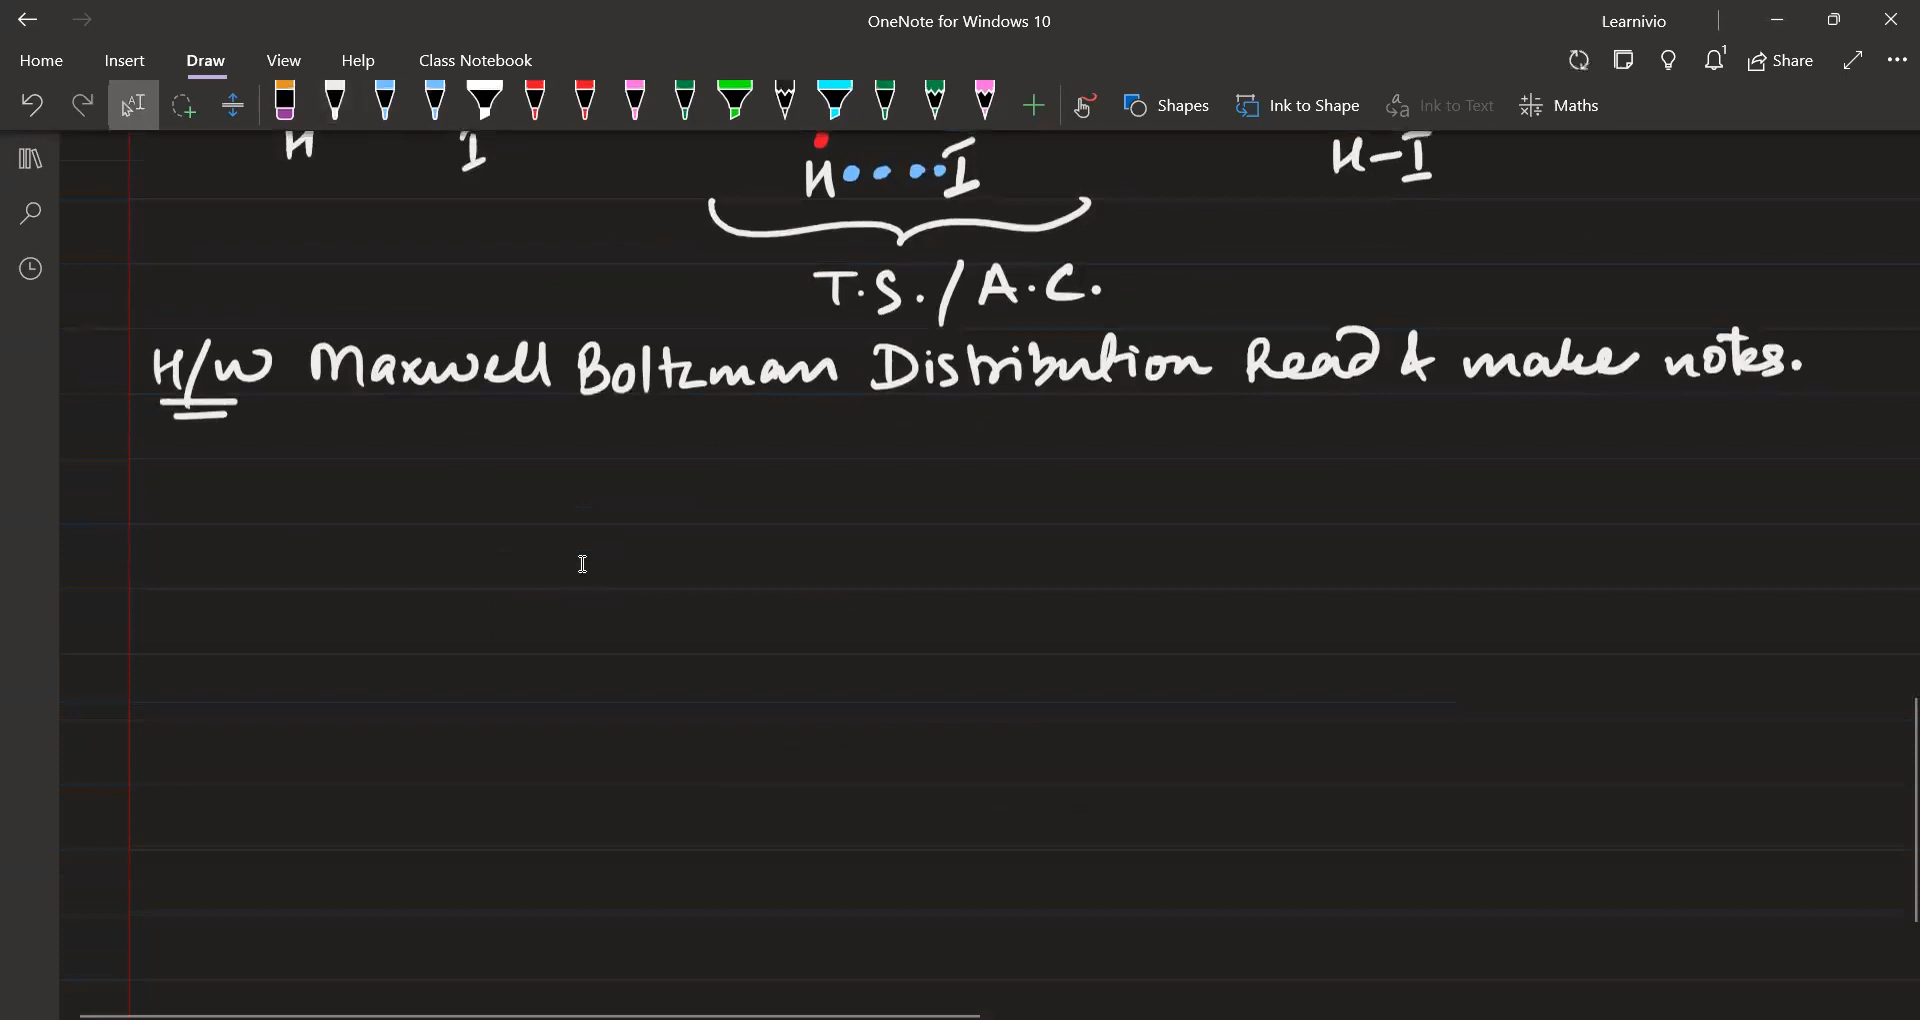 OneNote for Windows 10
Learnivio
Home Insert Draw View Help Class Notebook
1
Share
Shapes Ink to Shape Ink to Text Maths
H I H I H-I
T.S./A.C.
H/W Maxwell Boltzman Distribution Read & make notes.